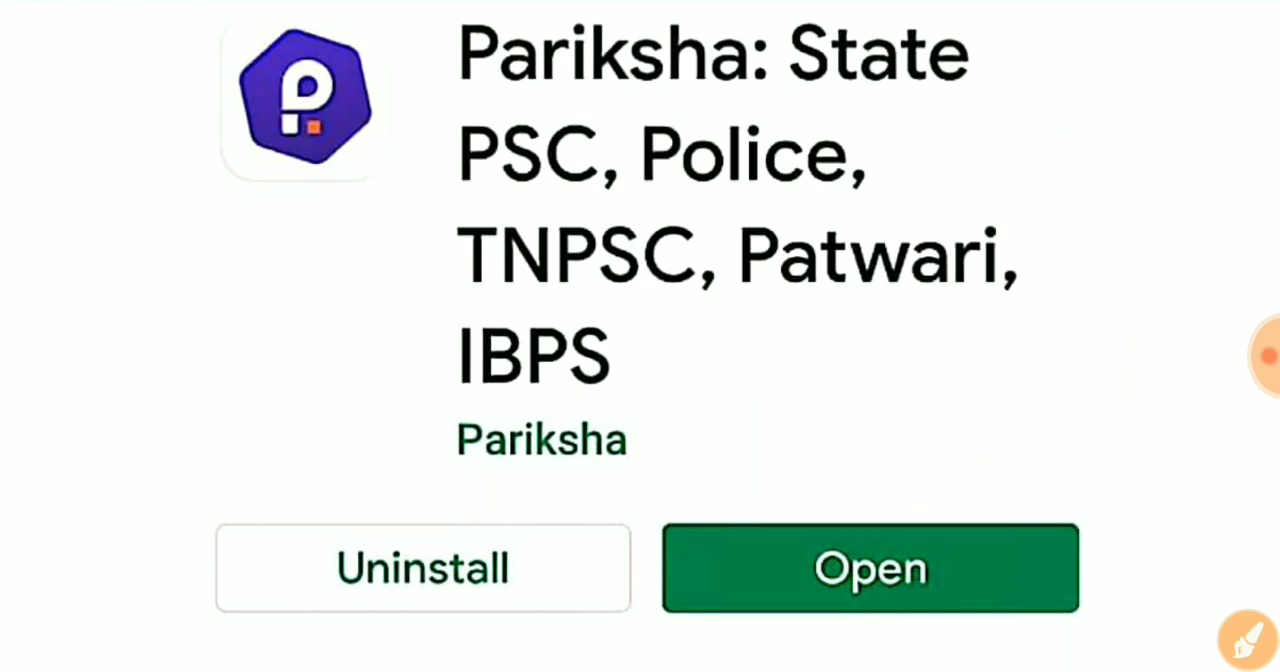 Pariksha: State
PSC, Police,
TNPSC, Patwari,
IBPS
Pariksha
Uninstall
Open